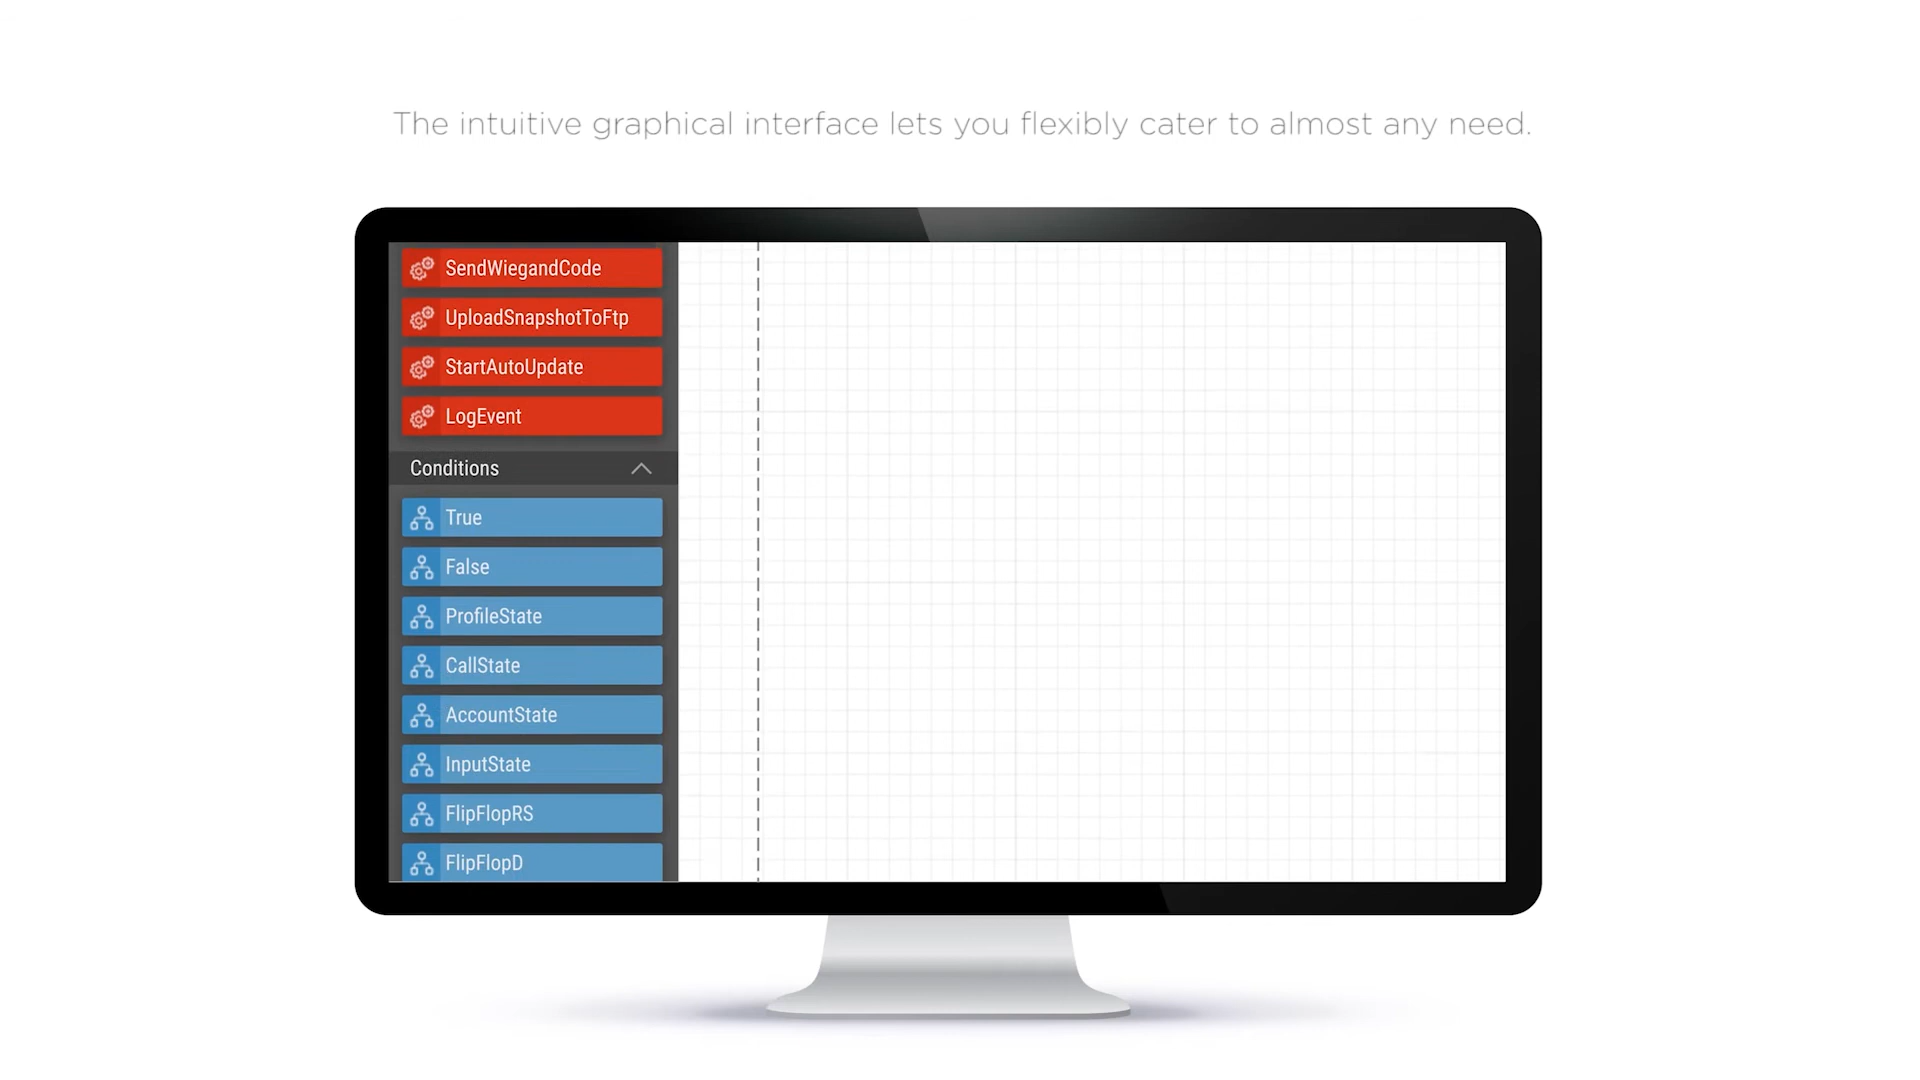 The intuitive graphical interface lets you flexibly cater to almost any need.
SendWiegandCode
UploadSnapshotToFtp
StartAutoUpdate
LogEvent
Conditions
True
False
ProfileState
CallState
AccountState
InputState
FlipFlopRS
FlipFlopD